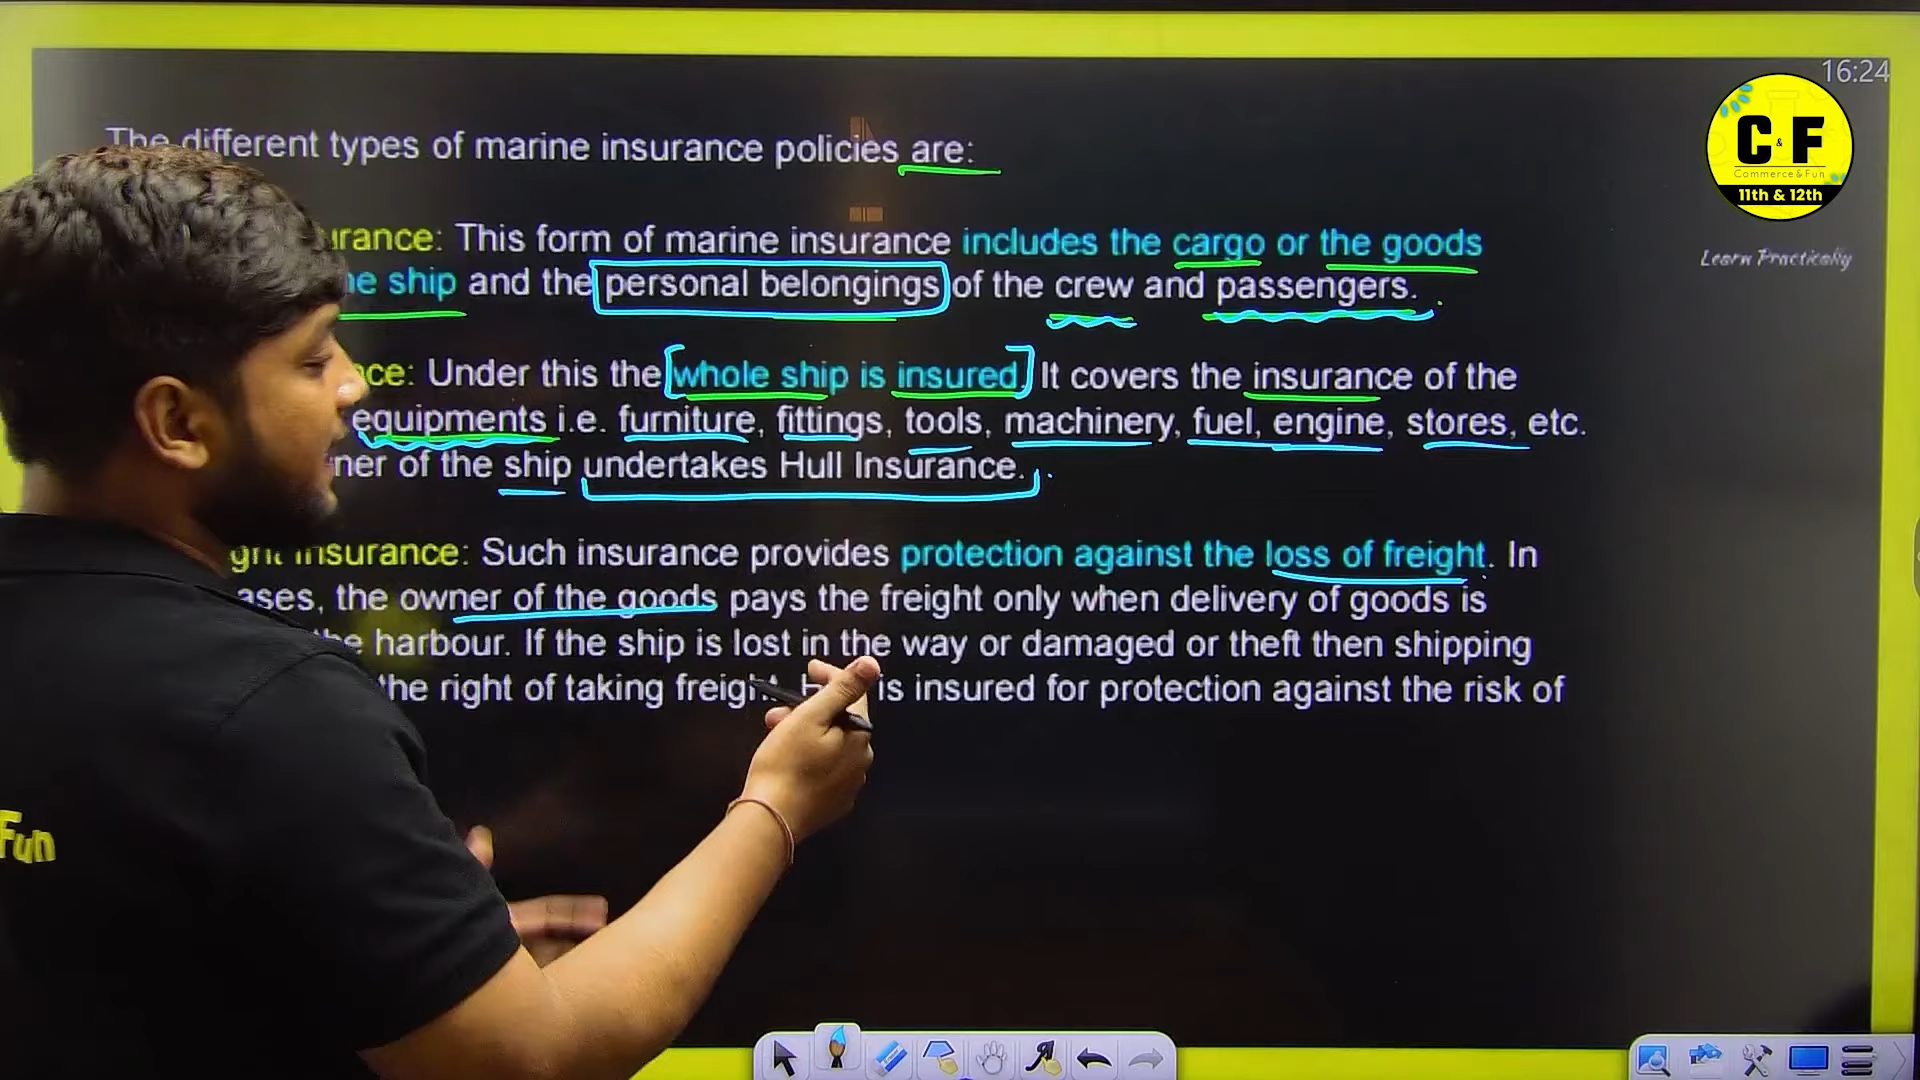 16:24
The different types of marine insurance policies are:
C & F
Commerce & Fun
11th & 12th
Learn Practically
urance: This form of marine insurance includes the cargo or the goods
he ship and the personal belongings of the crew and passengers.
ce: Under this the whole ship is insured. It covers the insurance of the
equipments i.e. furniture, fittings, tools, machinery, fuel, engine, stores, etc.
ner of the ship undertakes Hull Insurance.
ght Insurance: Such insurance provides protection against the loss of freight. In
ases, the owner of the goods pays the freight only when delivery of goods is
he harbour. If the ship is lost in the way or damaged or theft then shipping
the right of taking freight. is insured for protection against the risk of
Fun